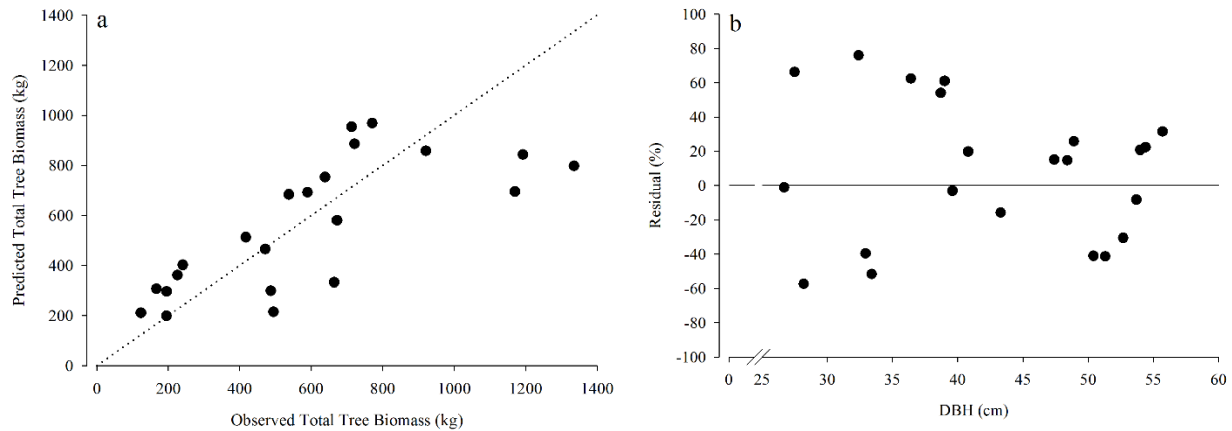 a
1400
1200
1000
800
600
400
200
0
Predicted Total Tree Biomass (kg)
0 200 400 600 800 1000 1200 1400
Observed Total Tree Biomass (kg)
b
100
80
60
40
20
0
-20
-40
-60
-80
-100
Residual (%)
0 25 30 35 40 45 50 55 60
DBH (cm)